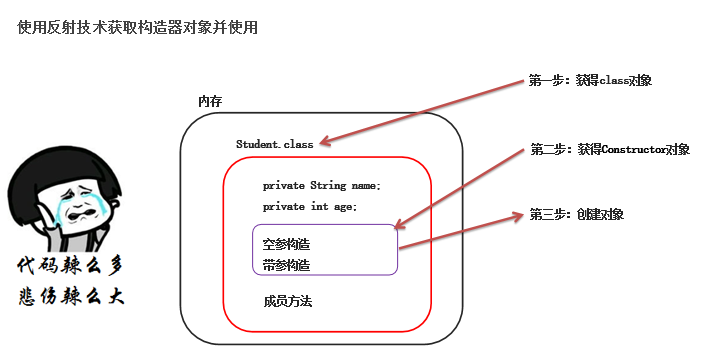 使用反射技术获取构造器对象并使用
第一步：获得class对象
内存
Student.class
第二步：获得Constructor对象
private String name;
private int age;
第三步：创建对象
空参构造
带参构造
成员方法
代码辣么多
悲伤辣么大